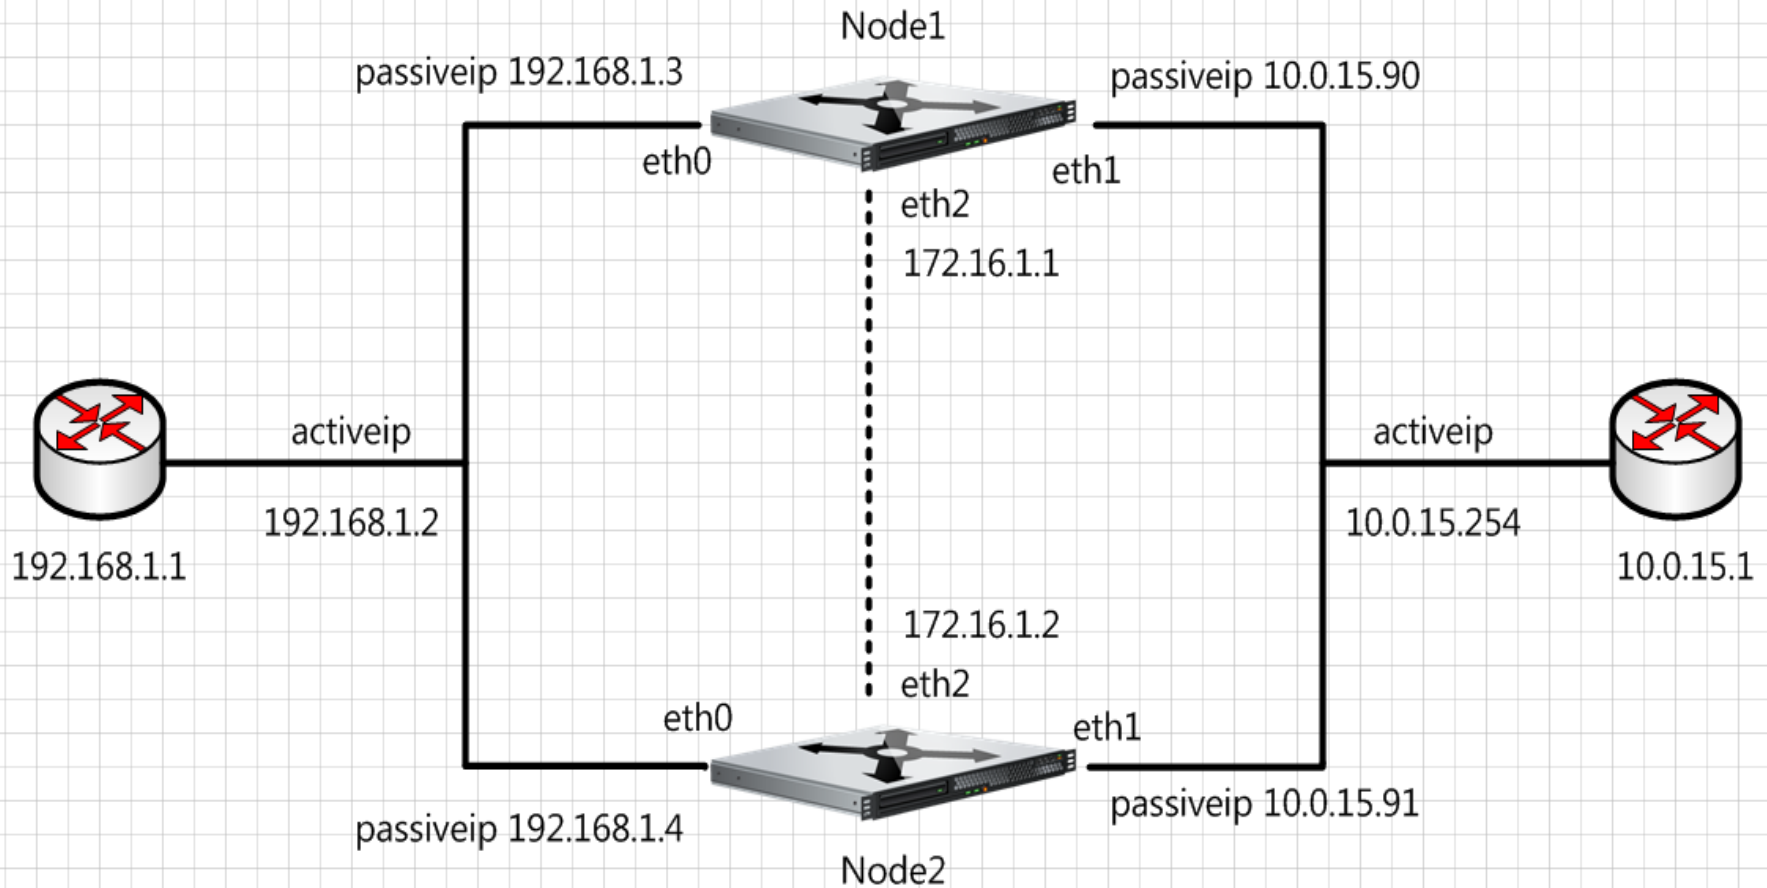 Node1
passiveip 192.168.1.3
passiveip 10.0.15.90
eth0
eth1
eth2
172.16.1.1
activeip
activeip
192.168.1.2
10.0.15.254
192.168.1.1
10.0.15.1
172.16.1.2
eth2
eth0
eth1
passiveip 192.168.1.4
passiveip 10.0.15.91
Node2